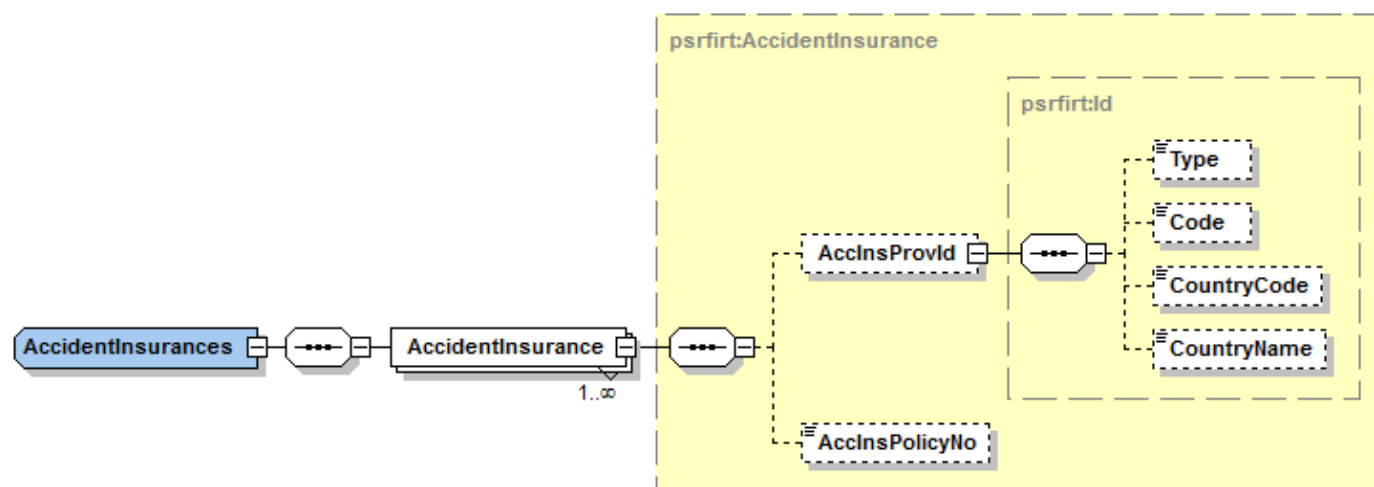 psrfirt:AccidentInsurance
psrfirt:Id
Type
Code
AccInsProvId
CountryCode
CountryName
AccidentInsurances
AccidentInsurance
1..∞
AccInsPolicyNo